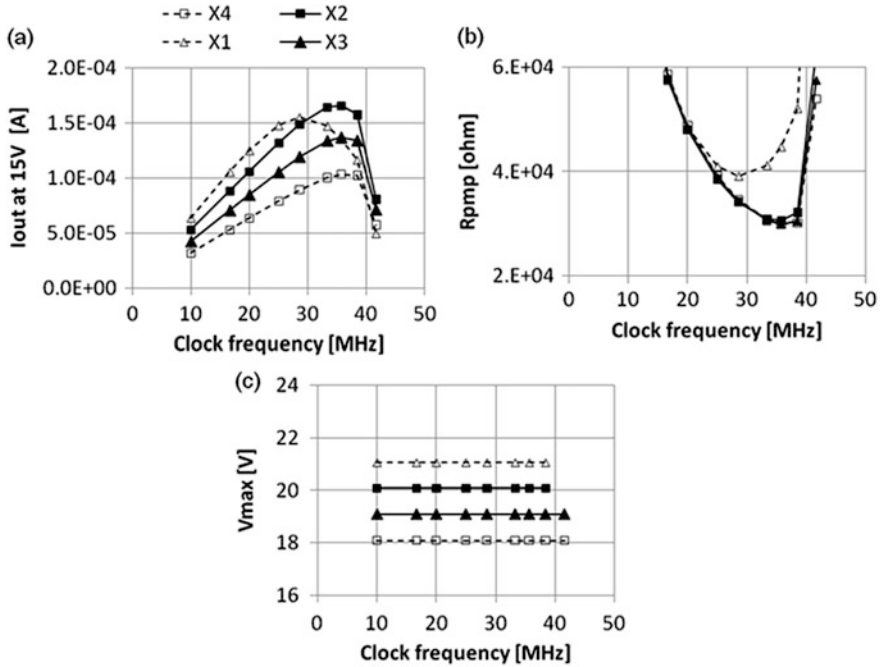 X4 X2
X1 X3
(a)
Iout at 15V [A]
2.0E-04
1.5E-04
1.0E-04
5.0E-05
0.0E+00
0 10 20 30 40 50
Clock frequency [MHz]
(b)
Rpmp [ohm]
6.E+04
4.E+04
2.E+04
0 10 20 30 40 50
Clock frequency [MHz]
(c)
Vmax [V]
24
22
20
18
16
0 10 20 30 40 50
Clock frequency [MHz]